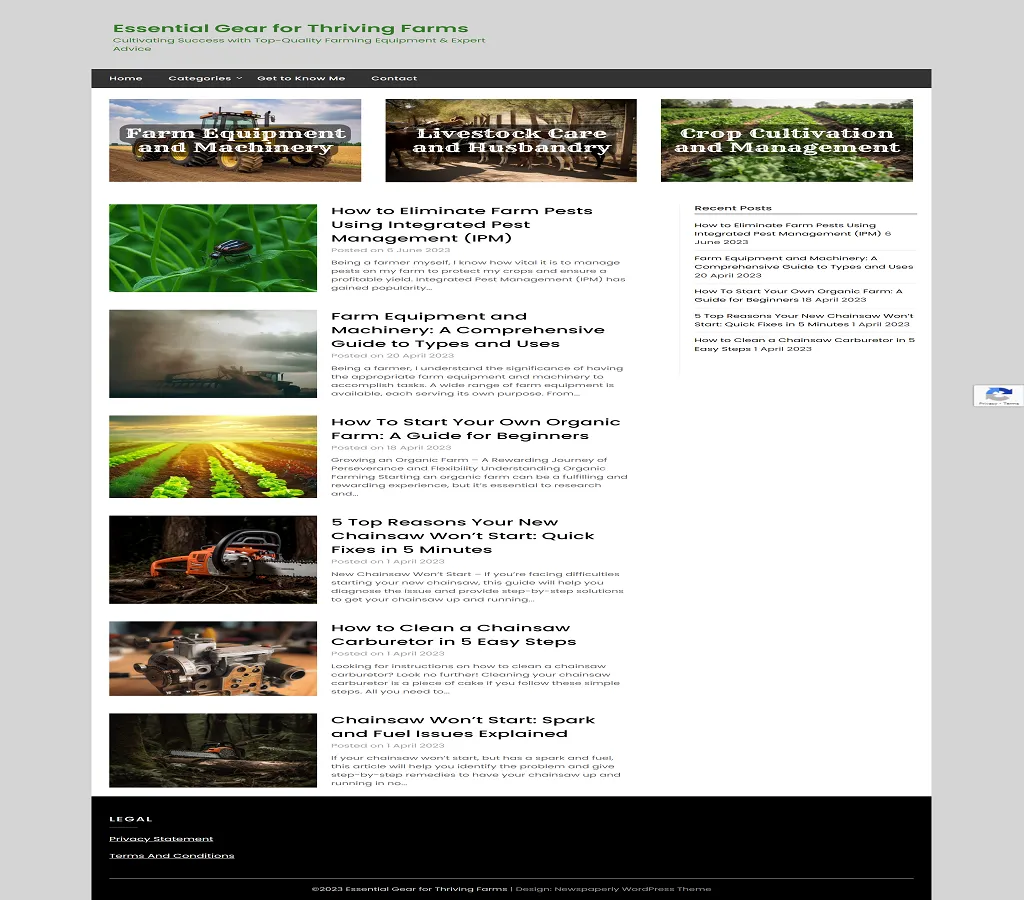 Essential Gear for Thriving Farms
Cultivating Success with Top-Quality Farming Equipment & Expert
Advice
Home
Categories
Get to Know Me
Contact
Farm Equipment
and Machinery
Livestock Care
and Husbandry
Crop Cultivation
and Management
How to Eliminate Farm Pests
Using Integrated Pest
Management (IPM)
Posted on 6 June 2023
Being a farmer myself, I know how vital it is to manage
pests on my farm to protect my crops and ensure a
profitable yield. Integrated Pest Management (IPM) has
gained popularity…
Farm Equipment and
Machinery: A Comprehensive
Guide to Types and Uses
Posted on 20 April 2023
Being a farmer, I understand the significance of having
the appropriate farm equipment and machinery to
accomplish tasks. A wide range of farm equipment is
available, each serving its own purpose. From…
How To Start Your Own Organic
Farm: A Guide for Beginners
Posted on 18 April 2023
Growing an Organic Farm – A Rewarding Journey of
Perseverance and Flexibility Understanding Organic
Farming Starting an organic farm can be a fulfilling and
rewarding experience, but it's essential to research
and…
5 Top Reasons Your New
Chainsaw Won't Start: Quick
Fixes in 5 Minutes
Posted on 1 April 2023
New Chainsaw Won't Start – If you're facing difficulties
starting your new chainsaw, this guide will help you
diagnose the issue and provide step-by-step solutions
to get your chainsaw up and running…
How to Clean a Chainsaw
Carburetor in 5 Easy Steps
Posted on 1 April 2023
Looking for instructions on how to clean a chainsaw
carburetor? Look no further! Cleaning your chainsaw
carburetor is a piece of cake if you follow these simple
steps. All you need to…
Chainsaw Won't Start: Spark
and Fuel Issues Explained
Posted on 1 April 2023
If your chainsaw won't start, but has a spark and fuel,
this article will help you identify the problem and give
step-by-step remedies to have your chainsaw up and
running in no…
Recent Posts
How to Eliminate Farm Pests Using
Integrated Pest Management (IPM) 6
June 2023
Farm Equipment and Machinery: A
Comprehensive Guide to Types and Uses
20 April 2023
How To Start Your Own Organic Farm: A
Guide for Beginners 18 April 2023
5 Top Reasons Your New Chainsaw Won't
Start: Quick Fixes in 5 Minutes 1 April 2023
How to Clean a Chainsaw Carburetor in 5
Easy Steps 1 April 2023
Privacy - Terms
LEGAL
Privacy Statement
Terms And Conditions
©2023 Essential Gear for Thriving Farms | Design: Newspaperly WordPress Theme